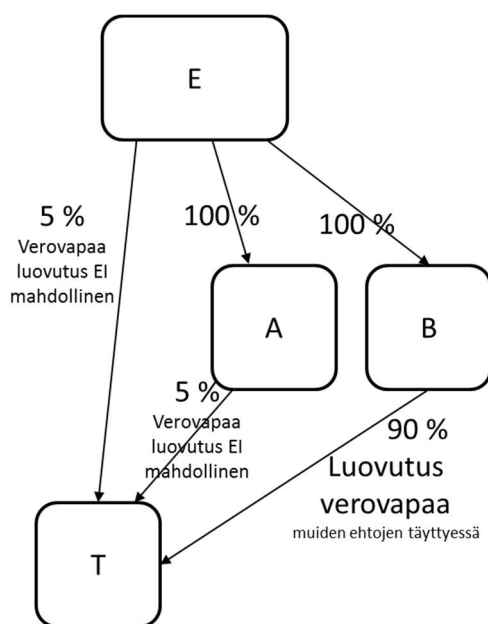 E
5 %
Verovapaa
luovutus EI
mahdollinen
100 %
100 %
A
B
5 %
Verovapaa
luovutus EI
mahdollinen
90 %
Luovutus
verovapaa
muiden ehtojen täyttyessä
T